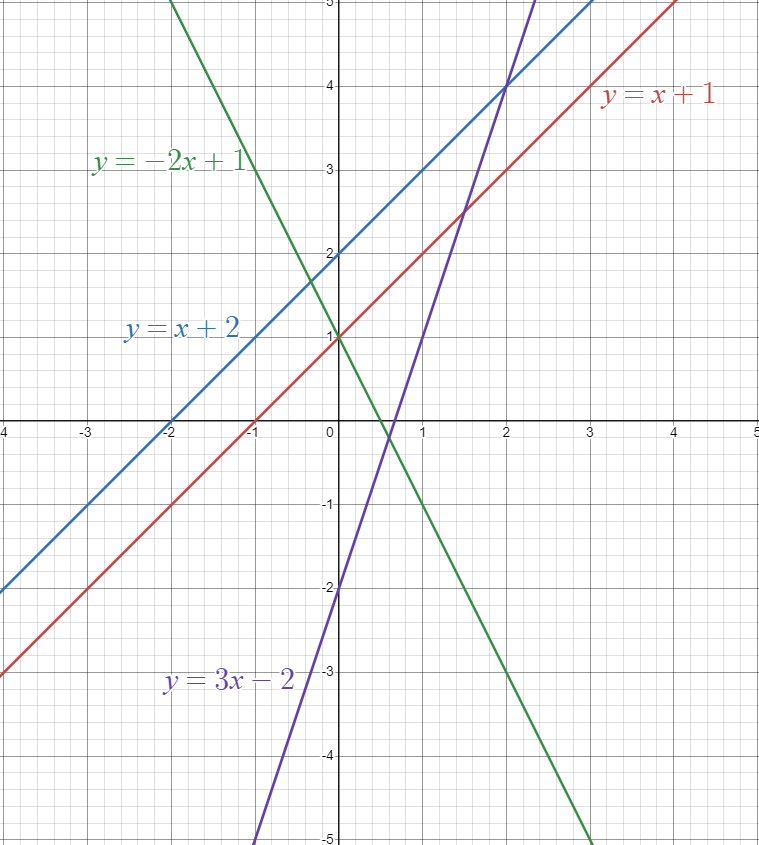 5
4
y = x + 1
y = −2x + 1
3
2
y = x + 2
1
-4 -3 -2 -1 0 1 2 3 4 5
-1
-2
y = 3x − 2
-3
-4
-5